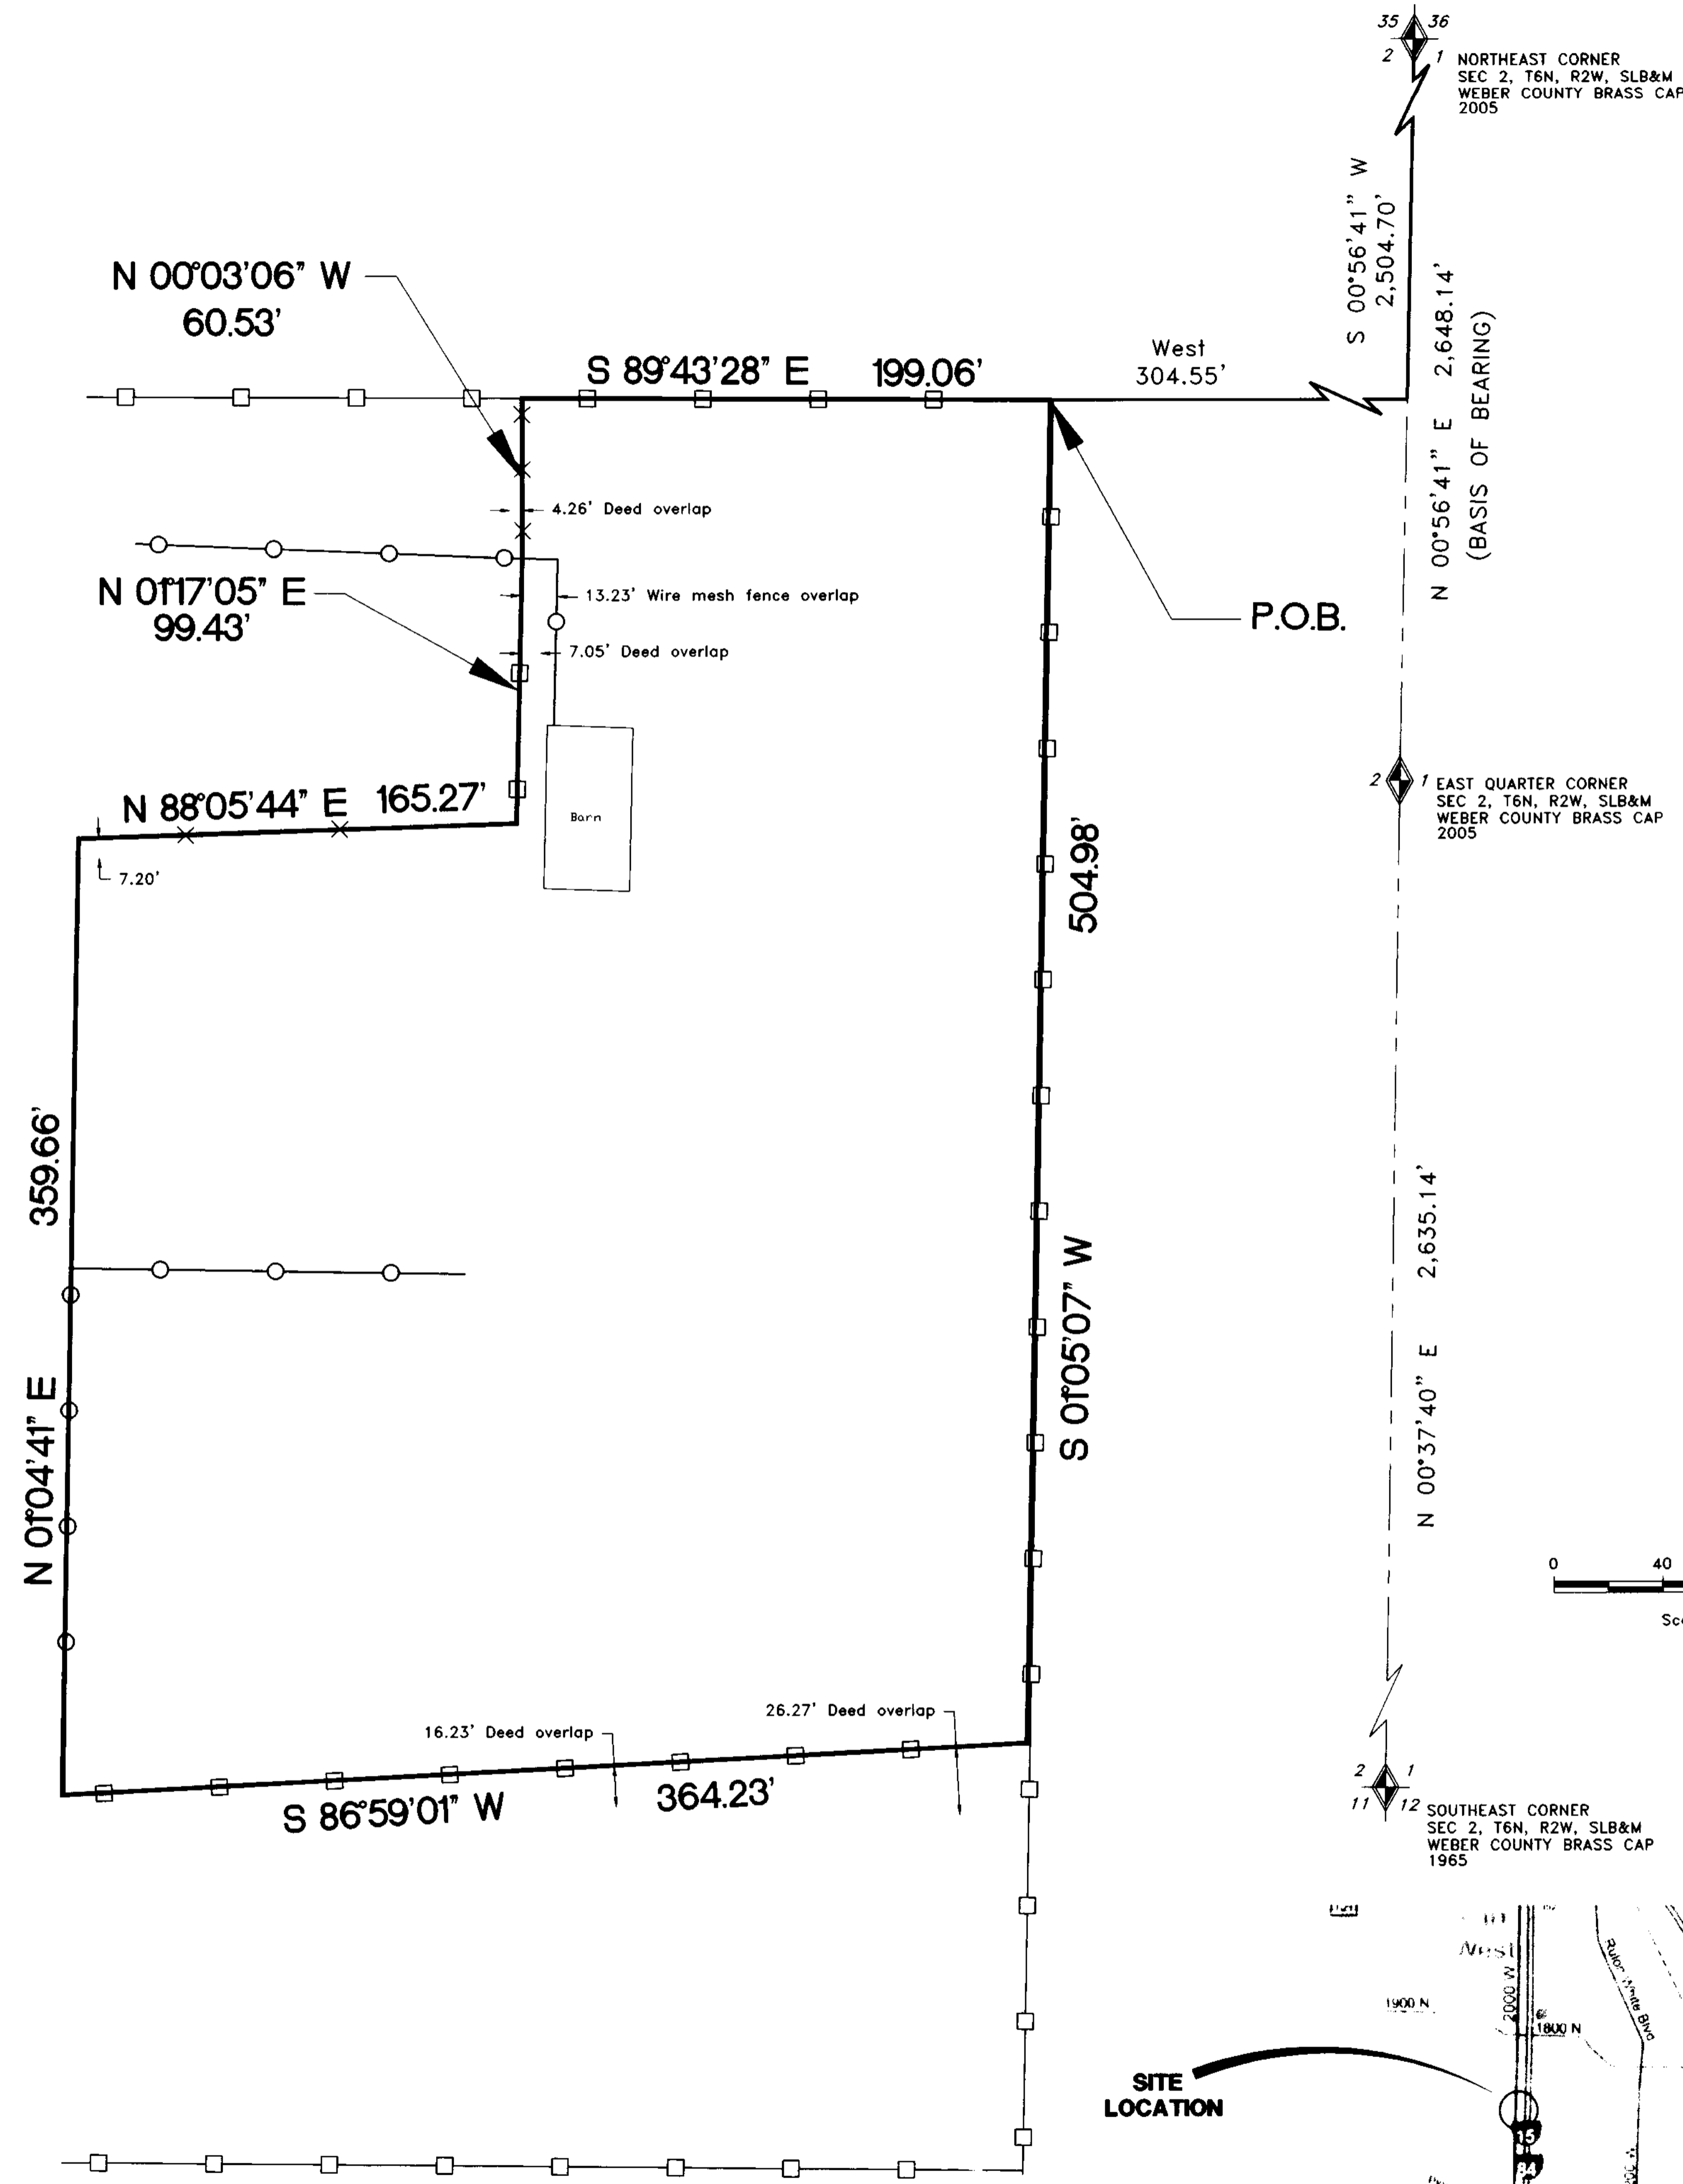 35 36
2 1
NORTHEAST CORNER
SEC 2, T6N, R2W, SLB&M
WEBER COUNTY BRASS CAP
2005
S 00°56'41" W
2,504.70'
N 00°56'41" E 2,648.14'
(BASIS OF BEARING)
N 00°03'06" W
60.53'
S 89°43'28" E 199.06'
West
304.55'
4.26' Deed overlap
N 01°17'05" E
99.43'
13.23' Wire mesh fence overlap
7.05' Deed overlap
P.O.B.
N 88°05'44" E 165.27'
7.20'
Barn
2 1
EAST QUARTER CORNER
SEC 2, T6N, R2W, SLB&M
WEBER COUNTY BRASS CAP
2005
504.98'
S 01°05'07" W
359.66'
N 01°04'41" E
N 00°37'40" E 2,635.14'
0 40
16.23' Deed overlap
26.27' Deed overlap
S 86°59'01" W 364.23'
2 1
11 12
SOUTHEAST CORNER
SEC 2, T6N, R2W, SLB&M
WEBER COUNTY BRASS CAP
1965
West
2000 W
Rulon White Blvd
1900 N
1800 N
SITE
LOCATION
15
84